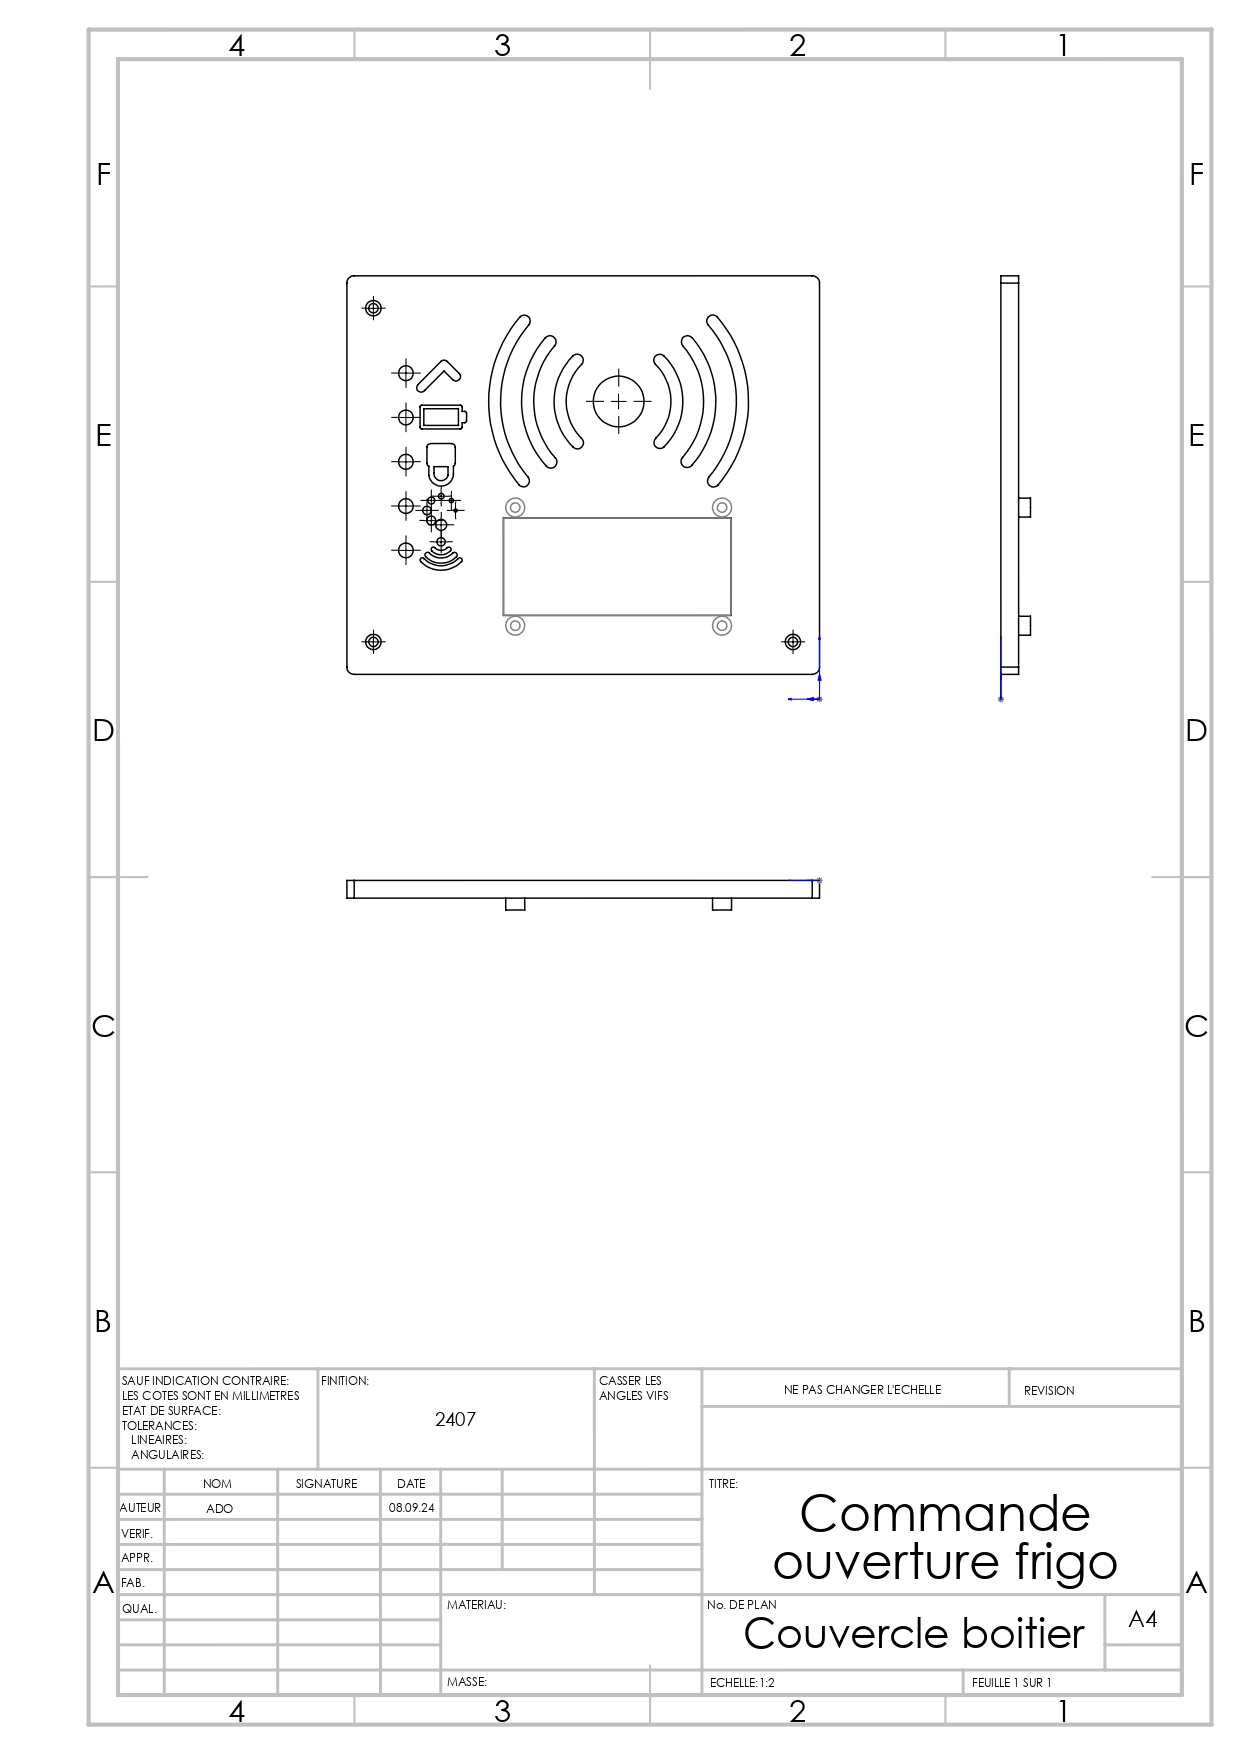 4 3 2 1
F F
E E
D D
C C
B B
SAUF INDICATION CONTRAIRE:
LES COTES SONT EN MILLIMETRES
ETAT DE SURFACE:
TOLERANCES:
LINEAIRES:
ANGULAIRES:
FINITION:
2407
CASSER LES
ANGLES VIFS
NE PAS CHANGER L'ECHELLE
REVISION
NOM SIGNATURE DATE
AUTEUR ADO 08.09.24
VERIF.
APPR.
FAB.
QUAL.
TITRE:
Commande
ouverture frigo
A A
MATERIAU:
No. DE PLAN
Couvercle boitier
A4
MASSE:
ECHELLE:1:2
FEUILLE 1 SUR 1
4 3 2 1